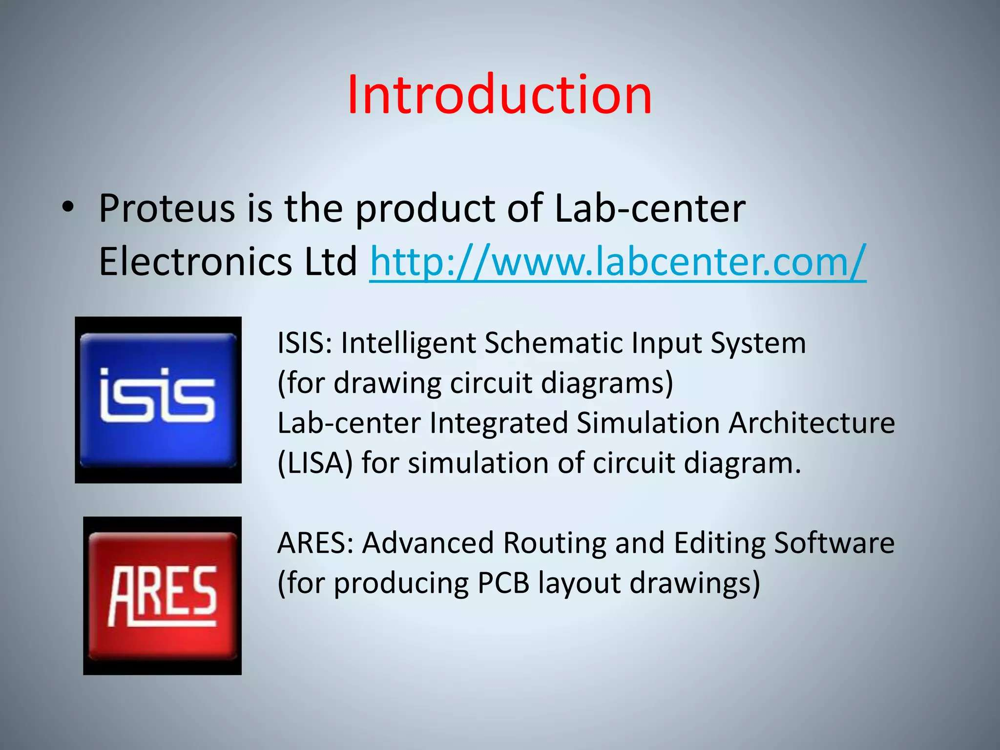 Introduction
• Proteus is the product of Lab-center
Electronics Ltd http://www.labcenter.com/
isis
ISIS: Intelligent Schematic Input System
(for drawing circuit diagrams)
Lab-center Integrated Simulation Architecture
(LISA) for simulation of circuit diagram.
ARES
ARES: Advanced Routing and Editing Software
(for producing PCB layout drawings)